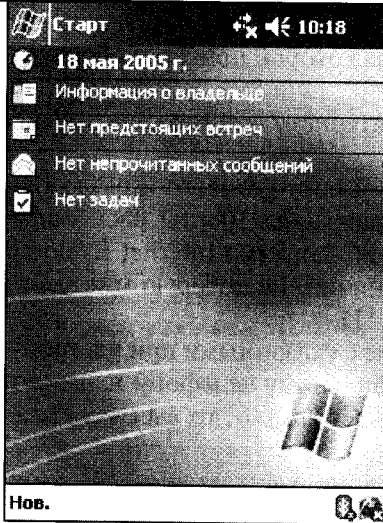 Старт 10:18
18 мая 2005 г.
Информация о владельце
Нет предстоящих встреч
Нет непрочитанных сообщений
Нет задач
Нов.